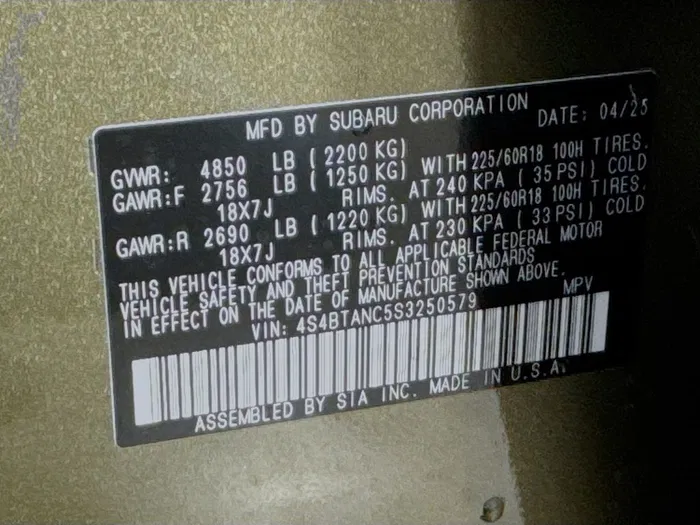 MFD BY SUBARU CORPORATION DATE: 04/25
GVWR: 4850 LB (2200 KG)
GAWR:F 2756 LB (1250 KG) WITH 225/60R18 100H TIRES.
18X7J RIMS. AT 240 KPA (35 PSI) COLD
GAWR:R 2690 LB (1220 KG) WITH 225/60R18 100H TIRES.
18X7J RIMS. AT 230 KPA (33 PSI) COLD
THIS VEHICLE CONFORMS TO ALL APPLICABLE FEDERAL MOTOR
VEHICLE SAFETY AND THEFT PREVENTION STANDARDS
IN EFFECT ON THE DATE OF MANUFACTURE SHOWN ABOVE.
VIN: 4S4BTANC5S3250579 MPV
ASSEMBLED BY SIA INC. MADE IN U.S.A.